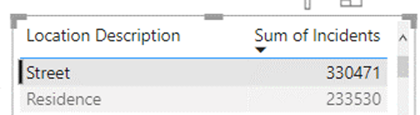 Location Description Sum of Incidents
Street 330471
Residence 233530